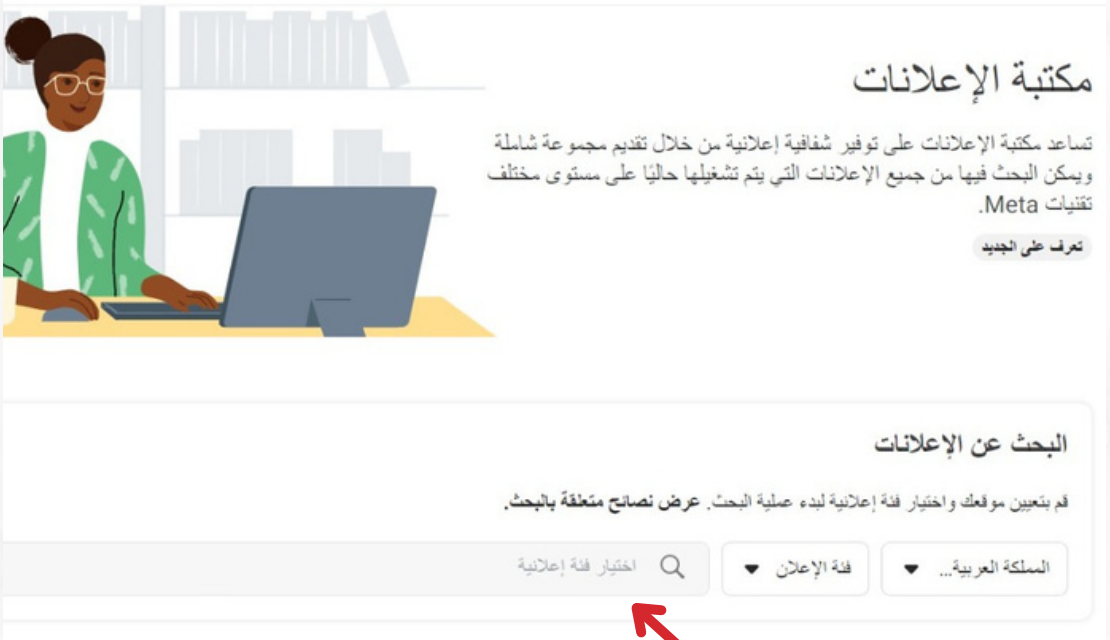 مكتبة الإعلانات
تساعد مكتبة الإعلانات على توفير شفافية إعلانية من خلال تقديم مجموعة شاملة
ويمكن البحث فيها من جميع الإعلانات التي يتم تشغيلها حاليًا على مستوى مختلف
تقنيات Meta.
تعرف على الجديد
البحث عن الإعلانات
قم بتعيين موقعك واختيار فئة إعلانية لبدء عملية البحث. عرض نصائح متعلقة بالبحث.
المملكة العربية... فئة الإعلان اختيار فئة إعلانية